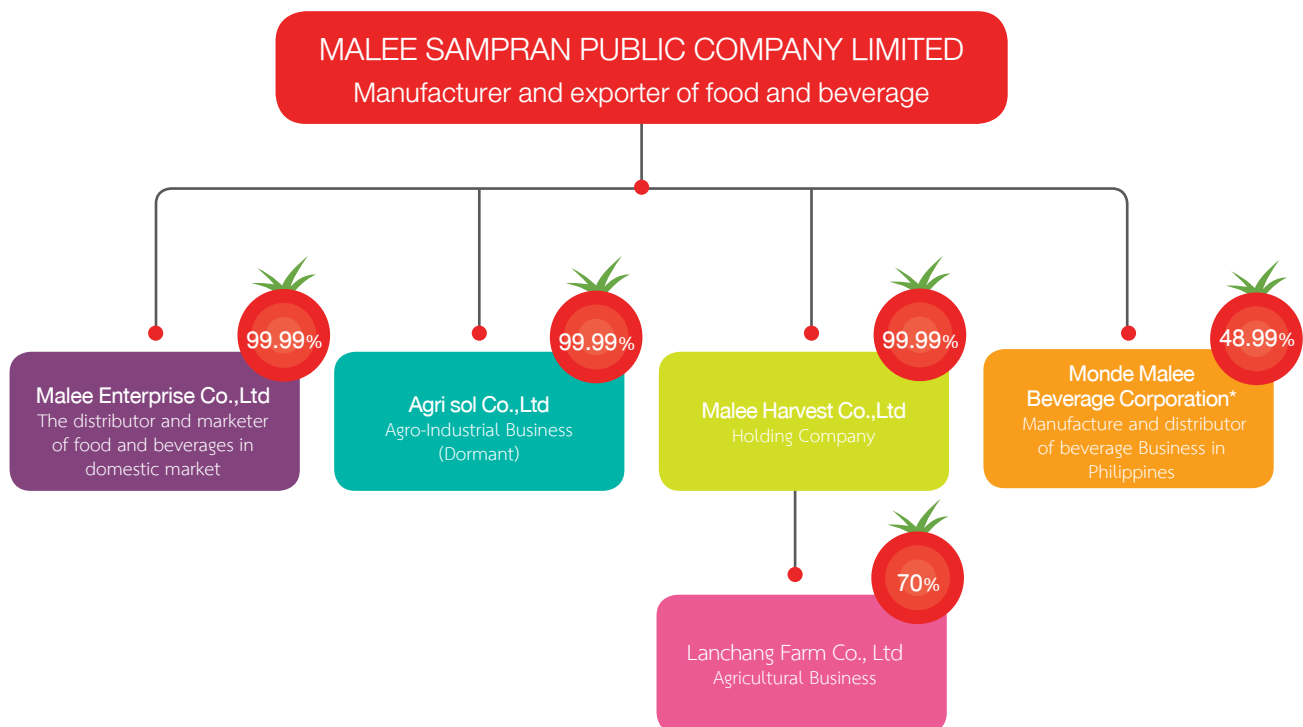 MALEE SAMPRAN PUBLIC COMPANY LIMITED
Manufacturer and exporter of food and beverage
99.99%
Malee Enterprise Co.,Ltd
The distributor and marketer
of food and beverages in
domestic market
99.99%
Agri sol Co.,Ltd
Agro-Industrial Business
(Dormant)
99.99%
Malee Harvest Co.,Ltd
Holding Company
48.99%
Monde Malee
Beverage Corporation*
Manufacture and distributor
of beverage Business in
Philippines
70%
Lanchang Farm Co., Ltd
Agricultural Business